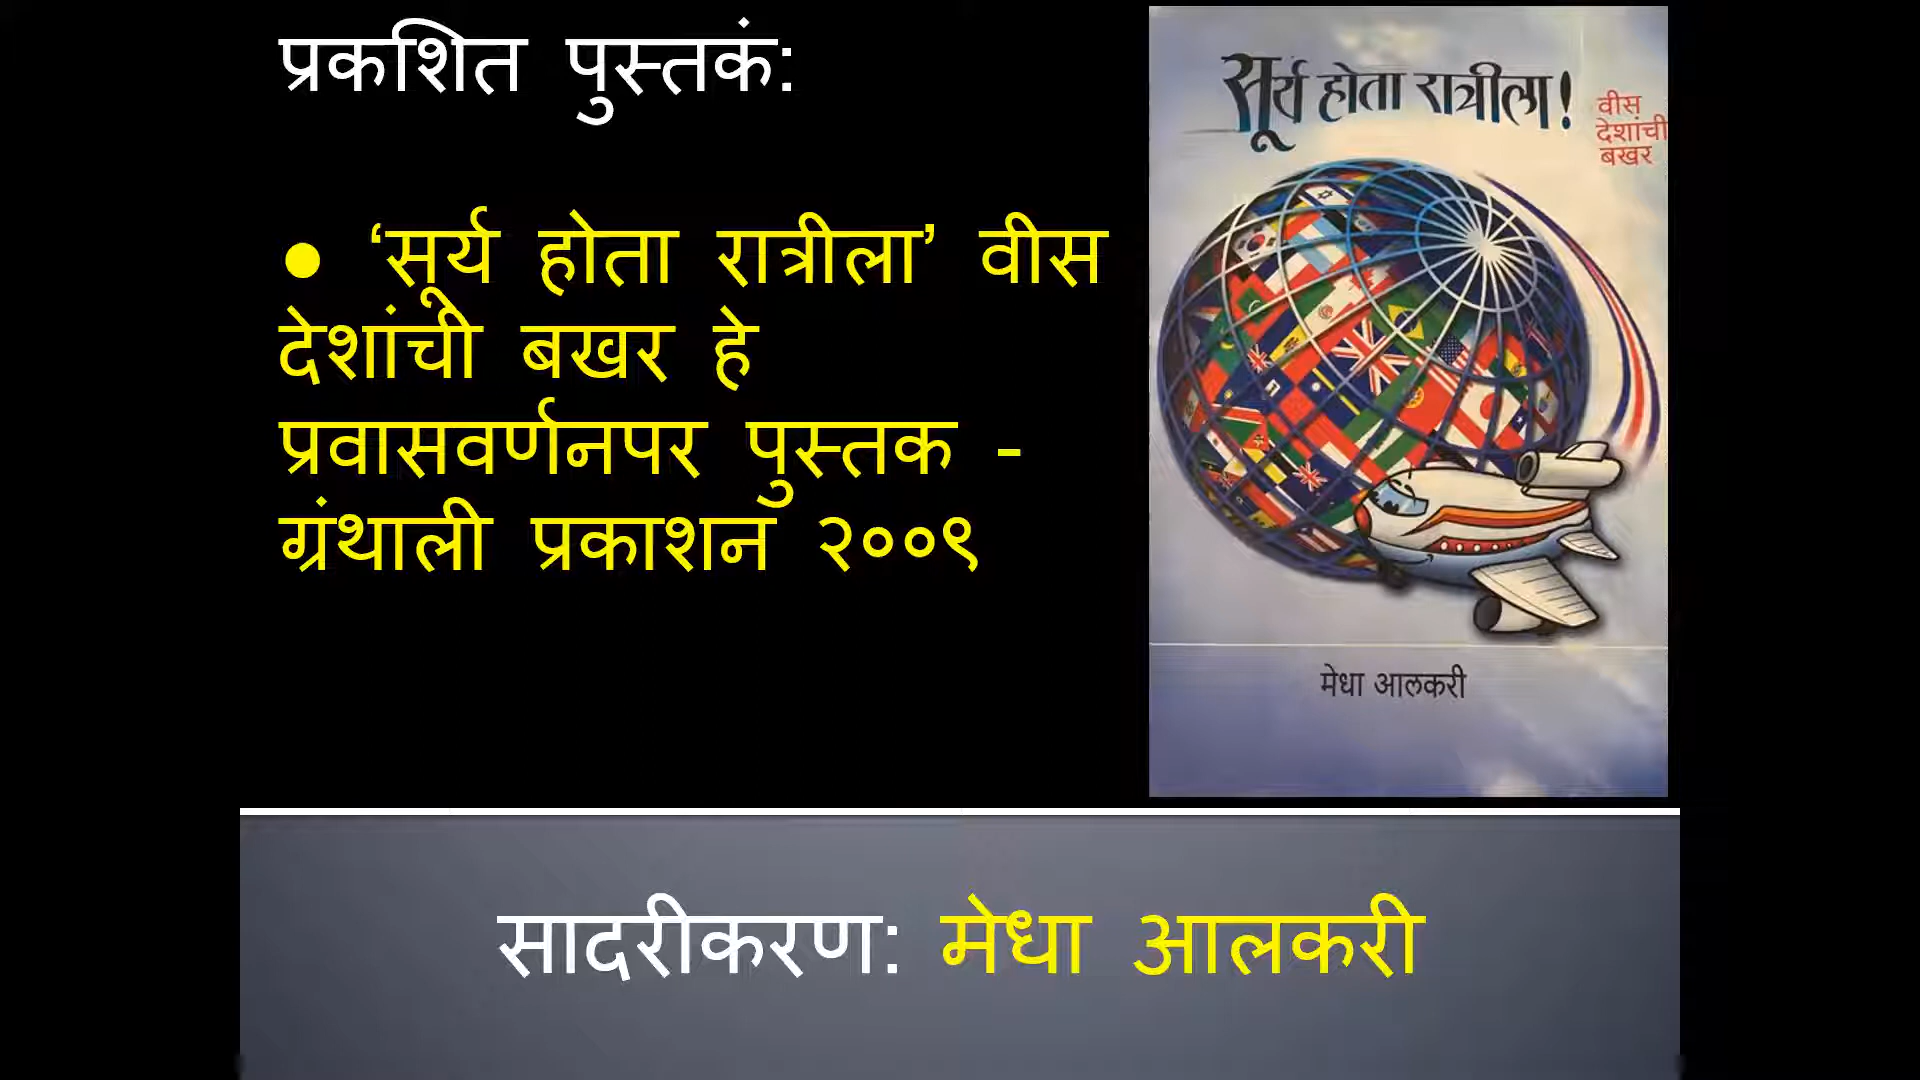 प्रकशित पुस्तकं:
● ‘सूर्य होता रात्रीला’ वीस
देशांची बखर हे
प्रवासवर्णनपर पुस्तक -
ग्रंथाली प्रकाशन २००९
सूर्य होता रात्रीला!
वीस
देशांची
बखर
मेधा आलकरी
सादरीकरण: मेधा आलकरी